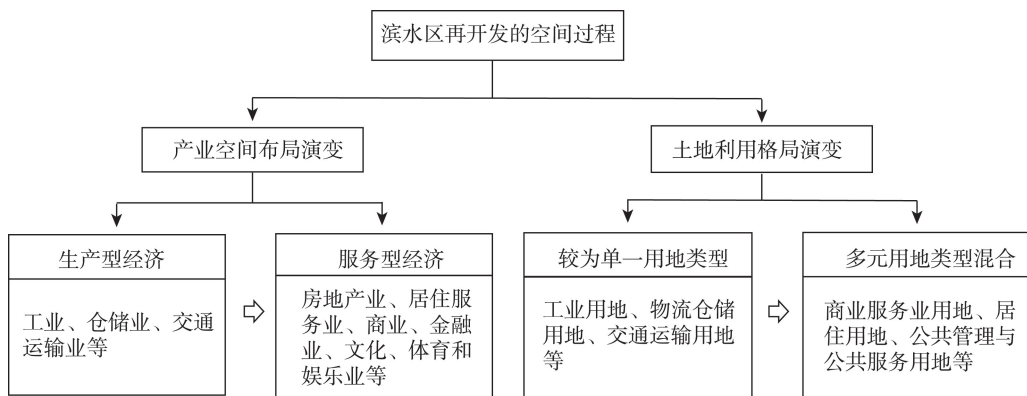 滨水区再开发的空间过程
产业空间布局演变
土地利用格局演变
生产型经济
工业、仓储业、交通
运输业等
服务型经济
房地产业、居住服
务业、商业、金融
业、文化、体育和
娱乐业等
较为单一用地类型
工业用地、物流仓储
用地、交通运输用地
等
多元用地类型混合
商业服务业用地、居
住用地、公共管理与
公共服务用地等